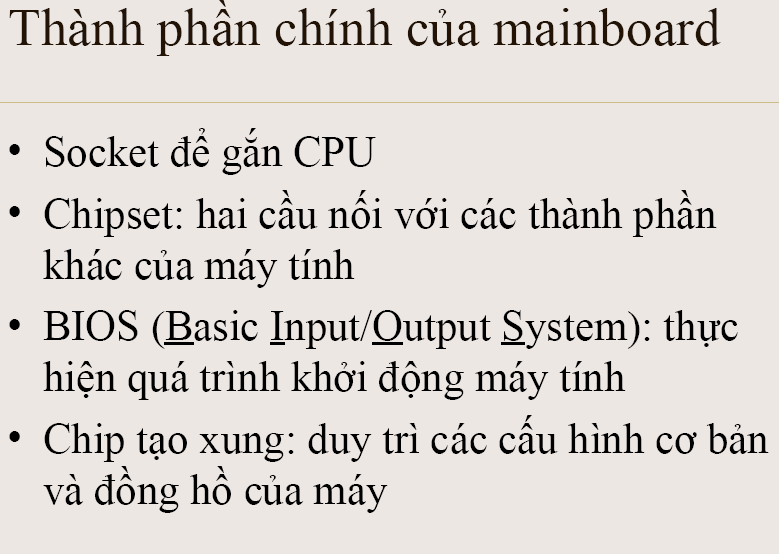 Thành phần chính của mainboard
• Socket để gắn CPU
• Chipset: hai cầu nối với các thành phần
khác của máy tính
• BIOS (Basic Input/Output System): thực
hiện quá trình khởi động máy tính
• Chip tạo xung: duy trì các cấu hình cơ bản
và đồng hồ của máy